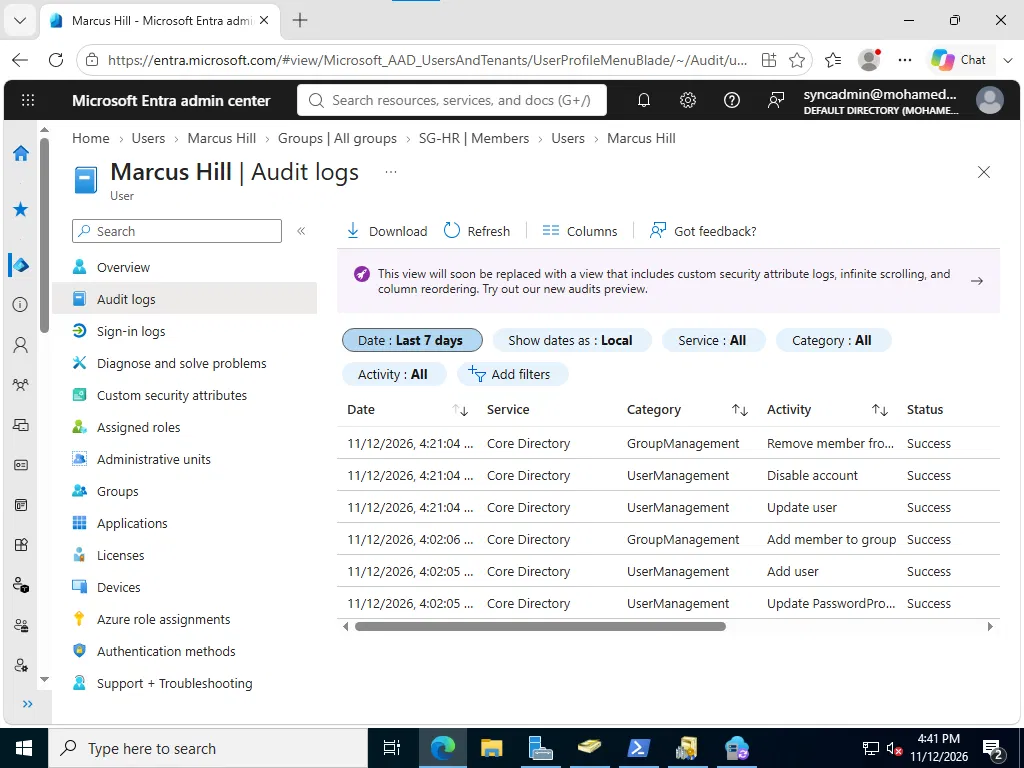 Marcus Hill - Microsoft Entra admi
https://entra.microsoft.com/#view/Microsoft_AAD_UsersAndTenants/UserProfileMenuBlade/~/Audit/u...
Chat
Microsoft Entra admin center
Search resources, services, and docs (G+/)
syncadmin@mohamed...
DEFAULT DIRECTORY (MOHAME...
Home > Users > Marcus Hill > Groups | All groups > SG-HR | Members > Users > Marcus Hill
Marcus Hill | Audit logs ...
User
Search
«
Download
Refresh
Columns
Got feedback?
This view will soon be replaced with a view that includes custom security attribute logs, infinite scrolling, and
column reordering. Try out our new audits preview.
Overview
Audit logs
Sign-in logs
Diagnose and solve problems
Custom security attributes
Assigned roles
Administrative units
Groups
Applications
Licenses
Devices
Azure role assignments
Authentication methods
Support + Troubleshooting
Date : Last 7 days
Show dates as : Local
Service : All
Category : All
Activity : All
Add filters
Date Service Category Activity Status
11/12/2026, 4:21:04 ... Core Directory GroupManagement Remove member fro... Success
11/12/2026, 4:21:04 ... Core Directory UserManagement Disable account Success
11/12/2026, 4:21:04 ... Core Directory UserManagement Update user Success
11/12/2026, 4:02:06 ... Core Directory GroupManagement Add member to group Success
11/12/2026, 4:02:05 ... Core Directory UserManagement Add user Success
11/12/2026, 4:02:05 ... Core Directory UserManagement Update PasswordPro... Success
Type here to search
4:41 PM
11/12/2026
2